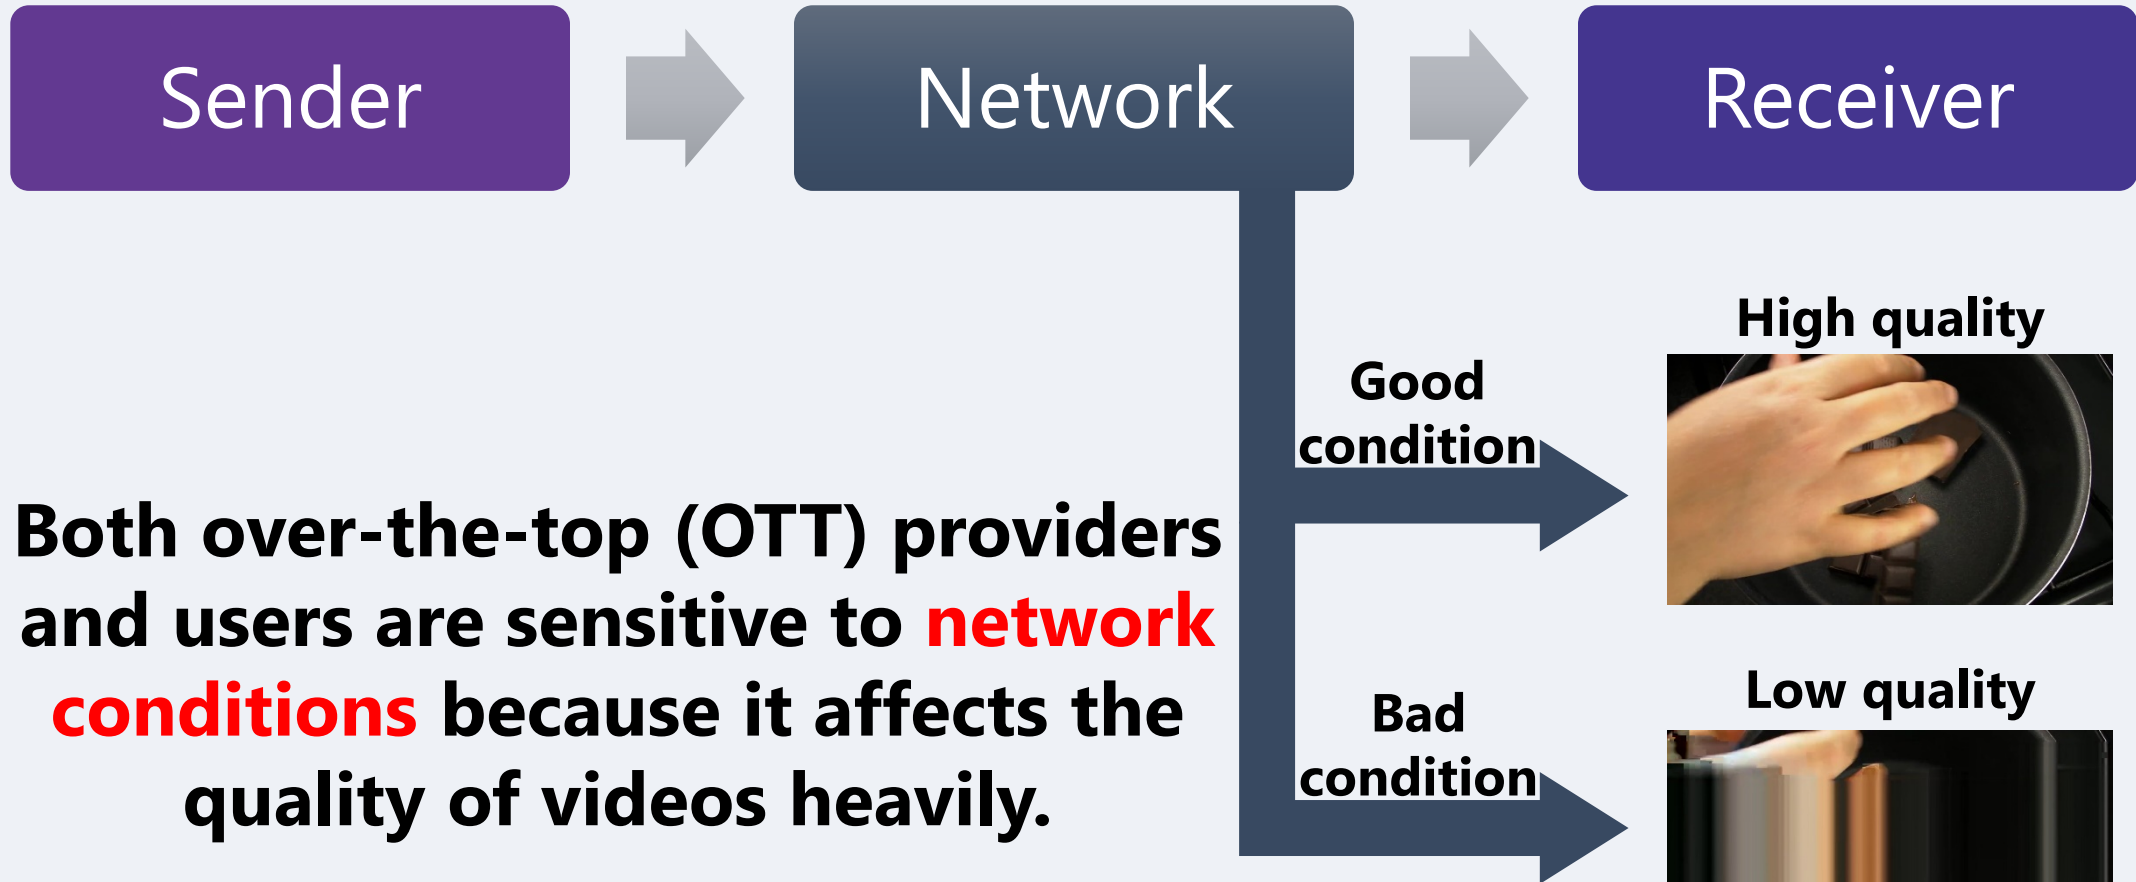 Sender
Network
Receiver
High quality
Good
condition
Both over-the-top (OTT) providers
and users are sensitive to network
conditions because it affects the
quality of videos heavily.
Low quality
Bad
condition